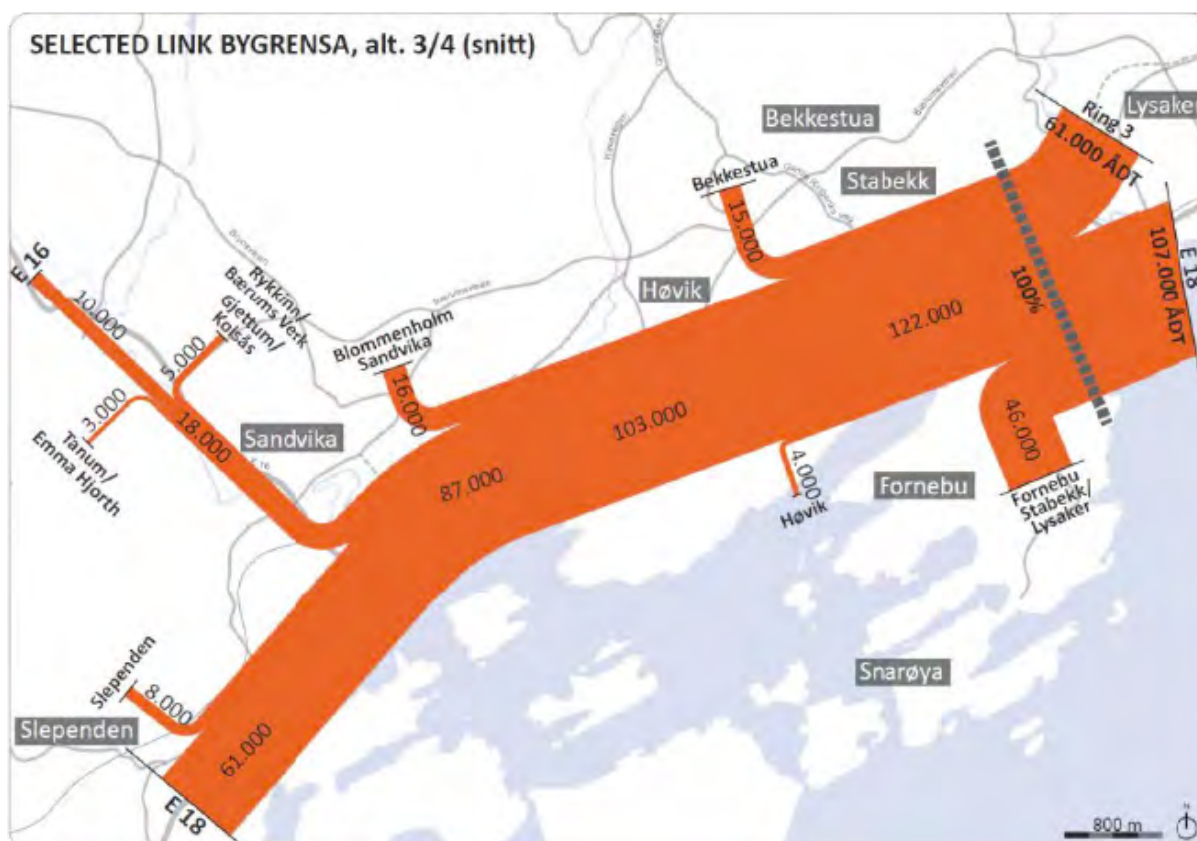 SELECTED LINK BYGRENSA, alt. 3/4 (snitt)
Lysaker
Ring 3
61.000 ÅDT
Bekkestua
Bekkestua
15.000
Stabekk
E 18
107.000 ÅDT
100%
E 16
10.000
Rykkinn/
Bærums Verk
Gjettum/
Kolsås
5.000
3.000
Tanum/
Emma Hjorth
18.000
Sandvika
Blommenholm
Sandvika
16.000
Høvik
122.000
103.000
87.000
4.000
Høvik
Fornebu
46.000
Fornebu
Stabekk/
Lysaker
Snarøya
Slependen
8.000
Slependen
61.000
E 18
800 m
N